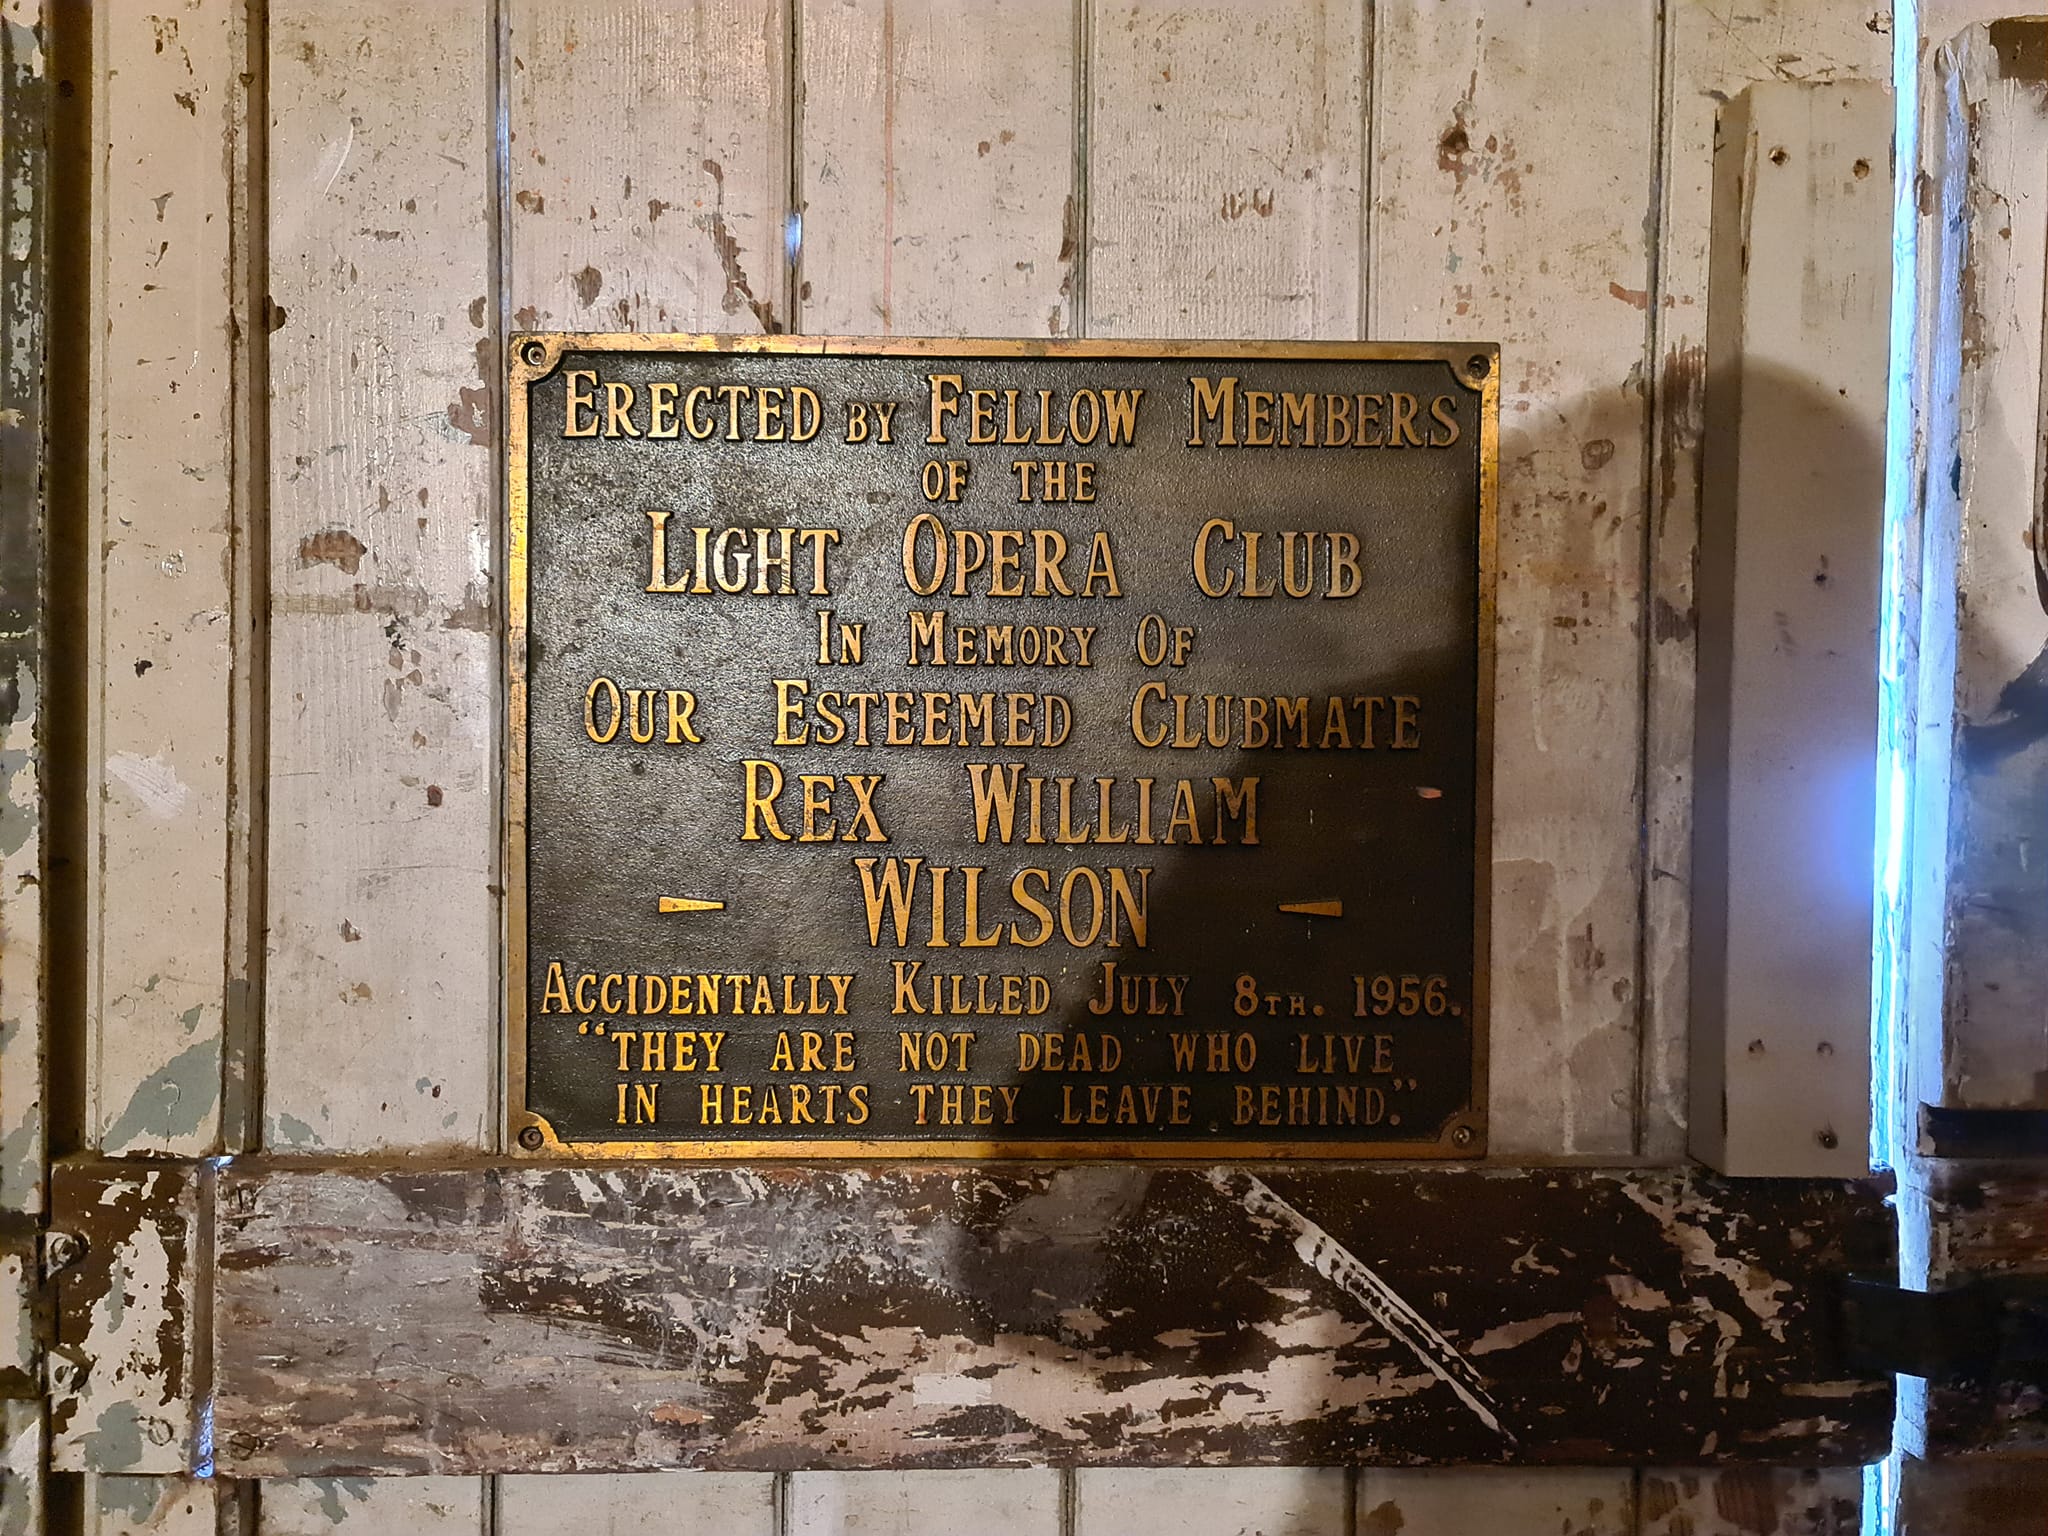 Erected by Fellow Members
of the
Light Opera Club
In Memory Of
Our Esteemed Clubmate
Rex William
Wilson
Accidentally Killed July 8th. 1956.
“They are not dead who live
in hearts they leave behind.”